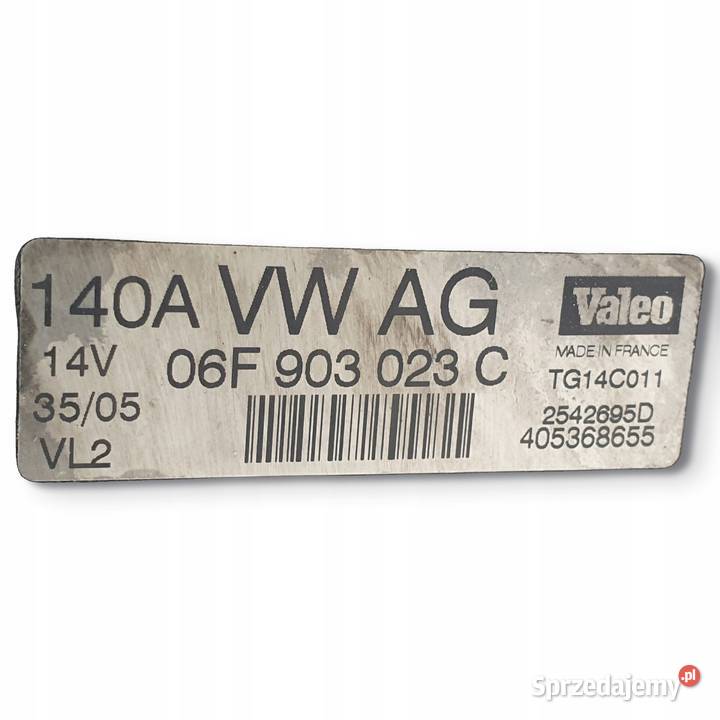 140A VW AG
Valeo
14V 06F 903 023 C
MADE IN FRANCE
TG14C011
35/05
2542695D
405368655
VL2
Sprzedajemy.pl